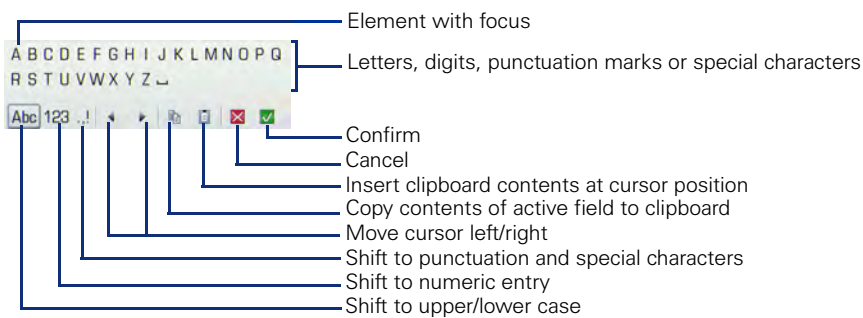 Element with focus
A B C D E F G H I J K L M N O P Q
Letters, digits, punctuation marks or special characters
R S T U V W X Y Z ⌴
Abc 123 .,!
Confirm
Cancel
Insert clipboard contents at cursor position
Copy contents of active field to clipboard
Move cursor left/right
Shift to punctuation and special characters
Shift to numeric entry
Shift to upper/lower case